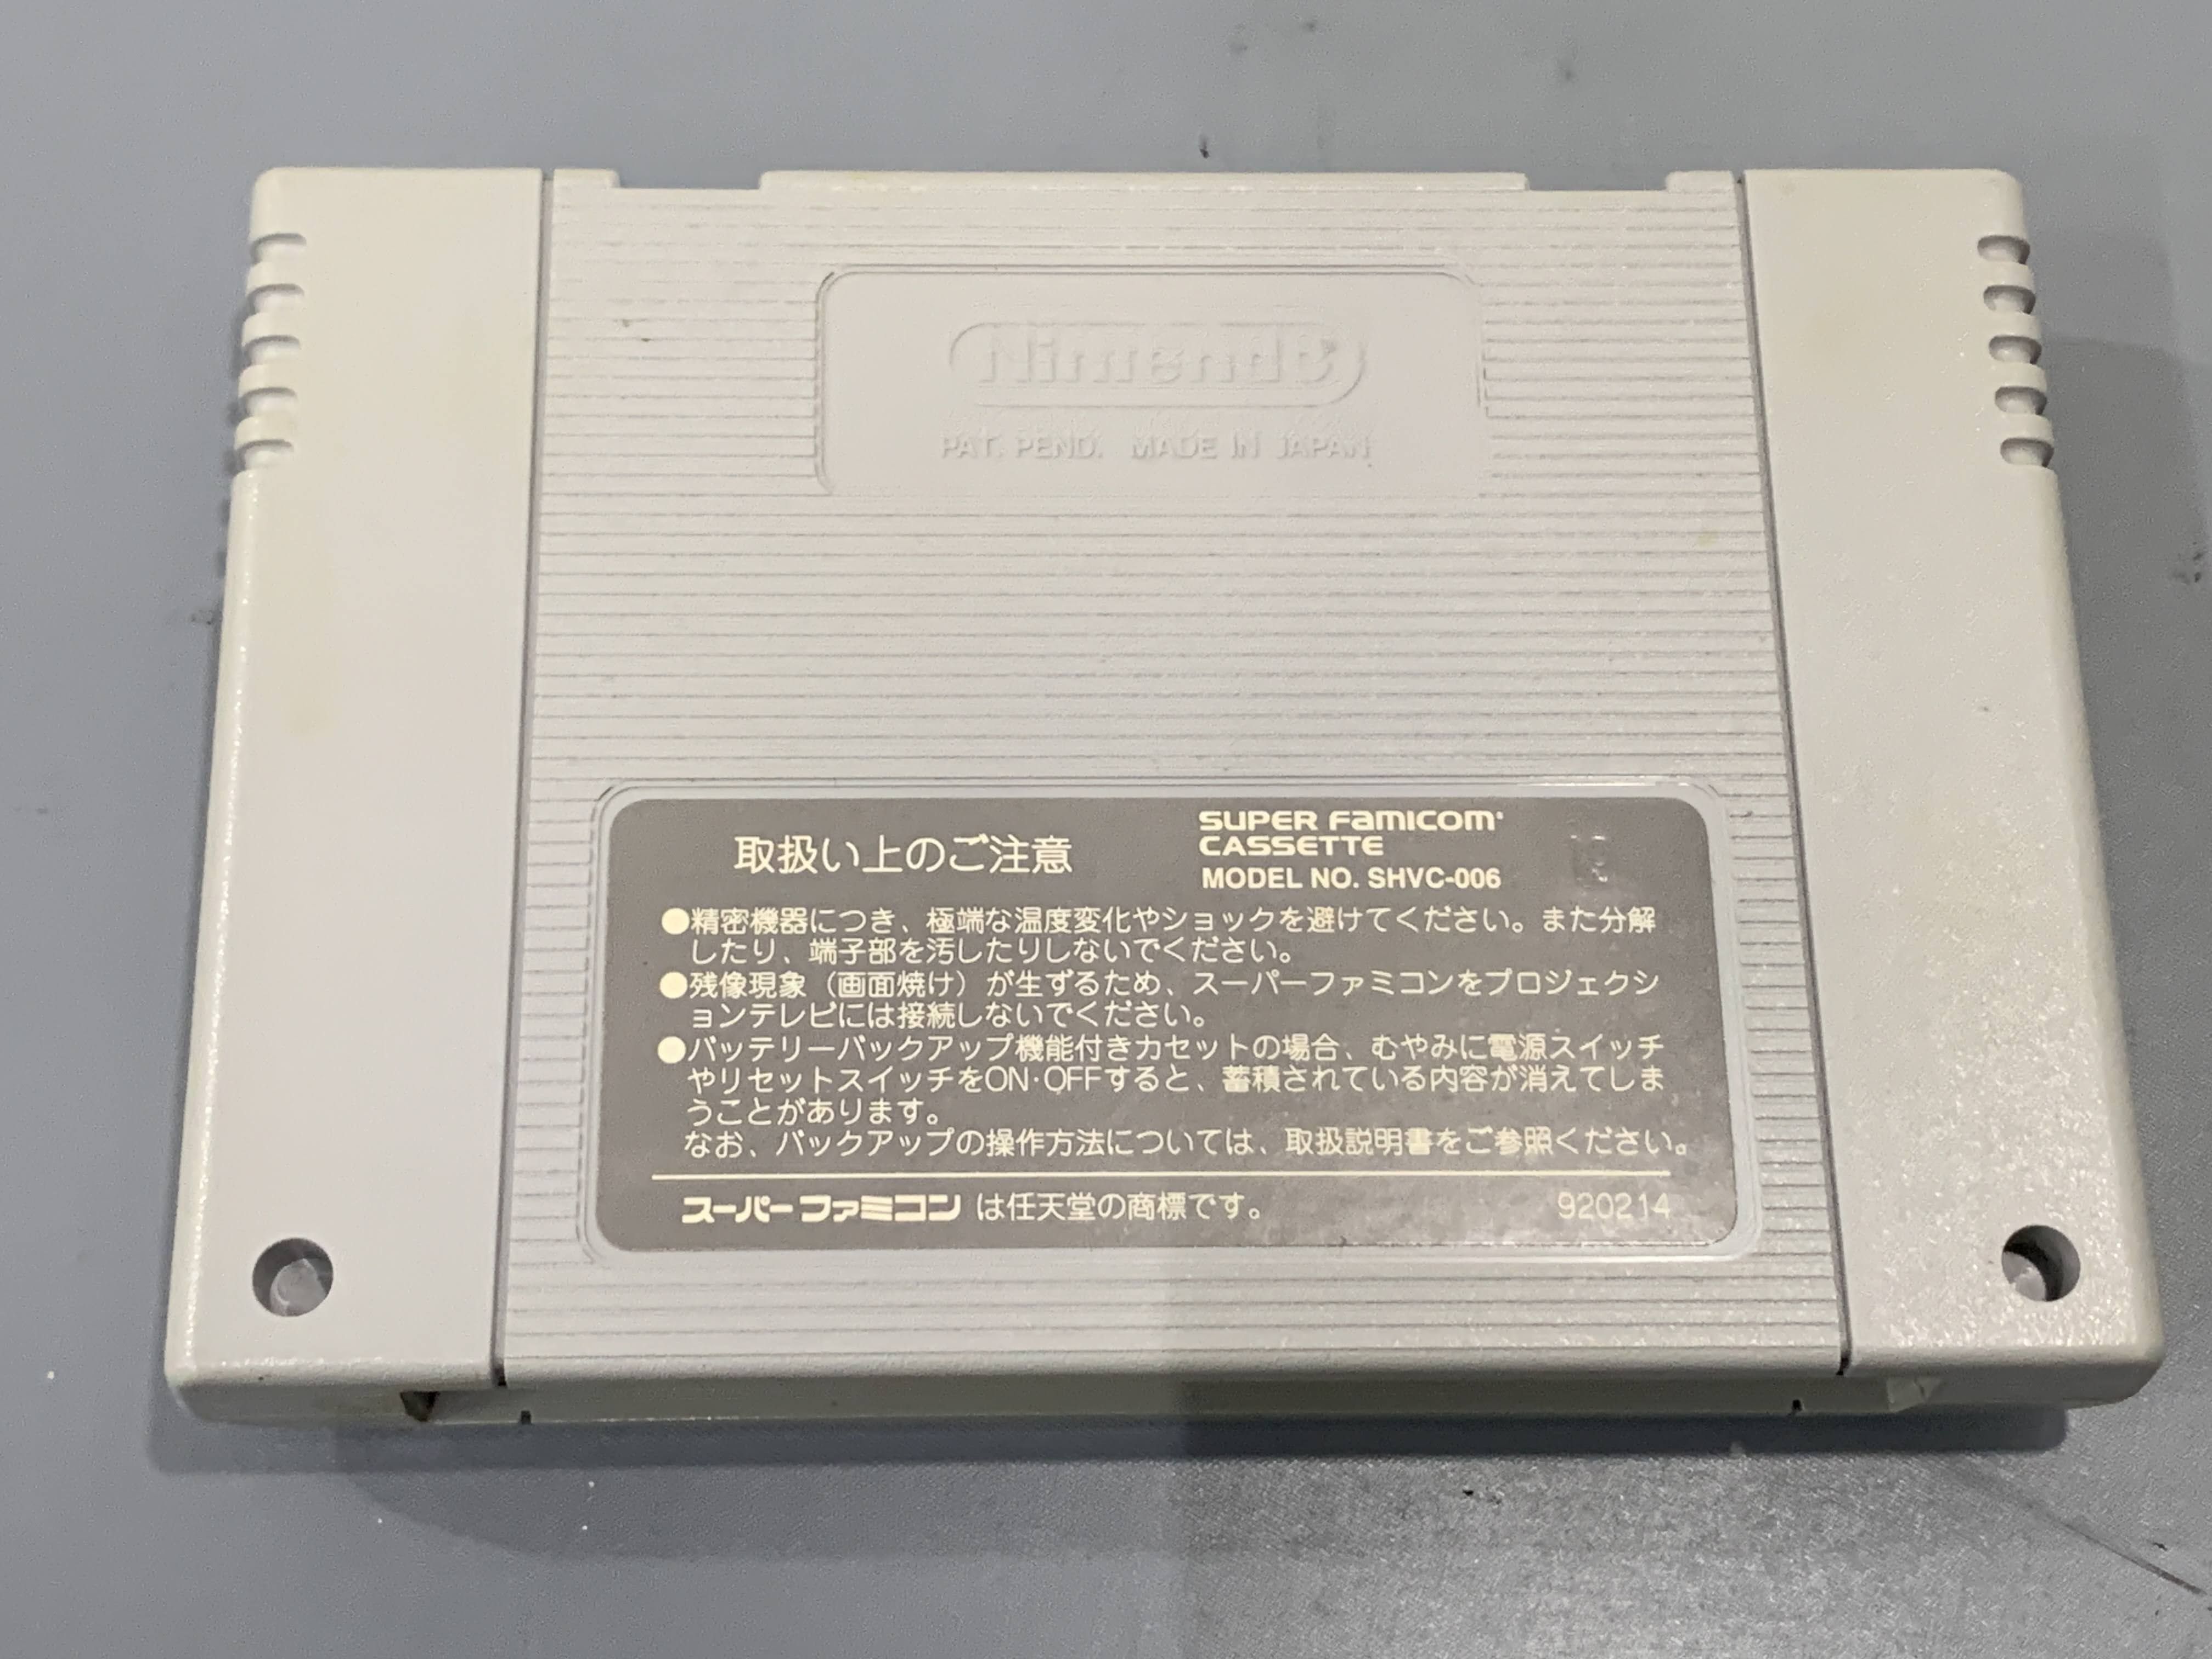 Nintendo
PAT. PEND. MADE IN JAPAN
取扱い上のご注意
SUPER FAMICOM
CASSETTE
MODEL NO. SHVC-006
●精密機器につき、極端な温度変化やショックを避けてください。また分解
したり、端子部を汚したりしないでください。
●残像現象（画面焼け）が生ずるため、スーパーファミコンをプロジェクシ
ョンテレビには接続しないでください。
●バッテリーバックアップ機能付きカセットの場合、むやみに電源スイッチ
やリセットスイッチをON·OFFすると、蓄積されている内容が消えてしま
うことがあります。
なお、バックアップの操作方法については、取扱説明書をご参照ください。
スーパーファミコン は任天堂の商標です。 920214